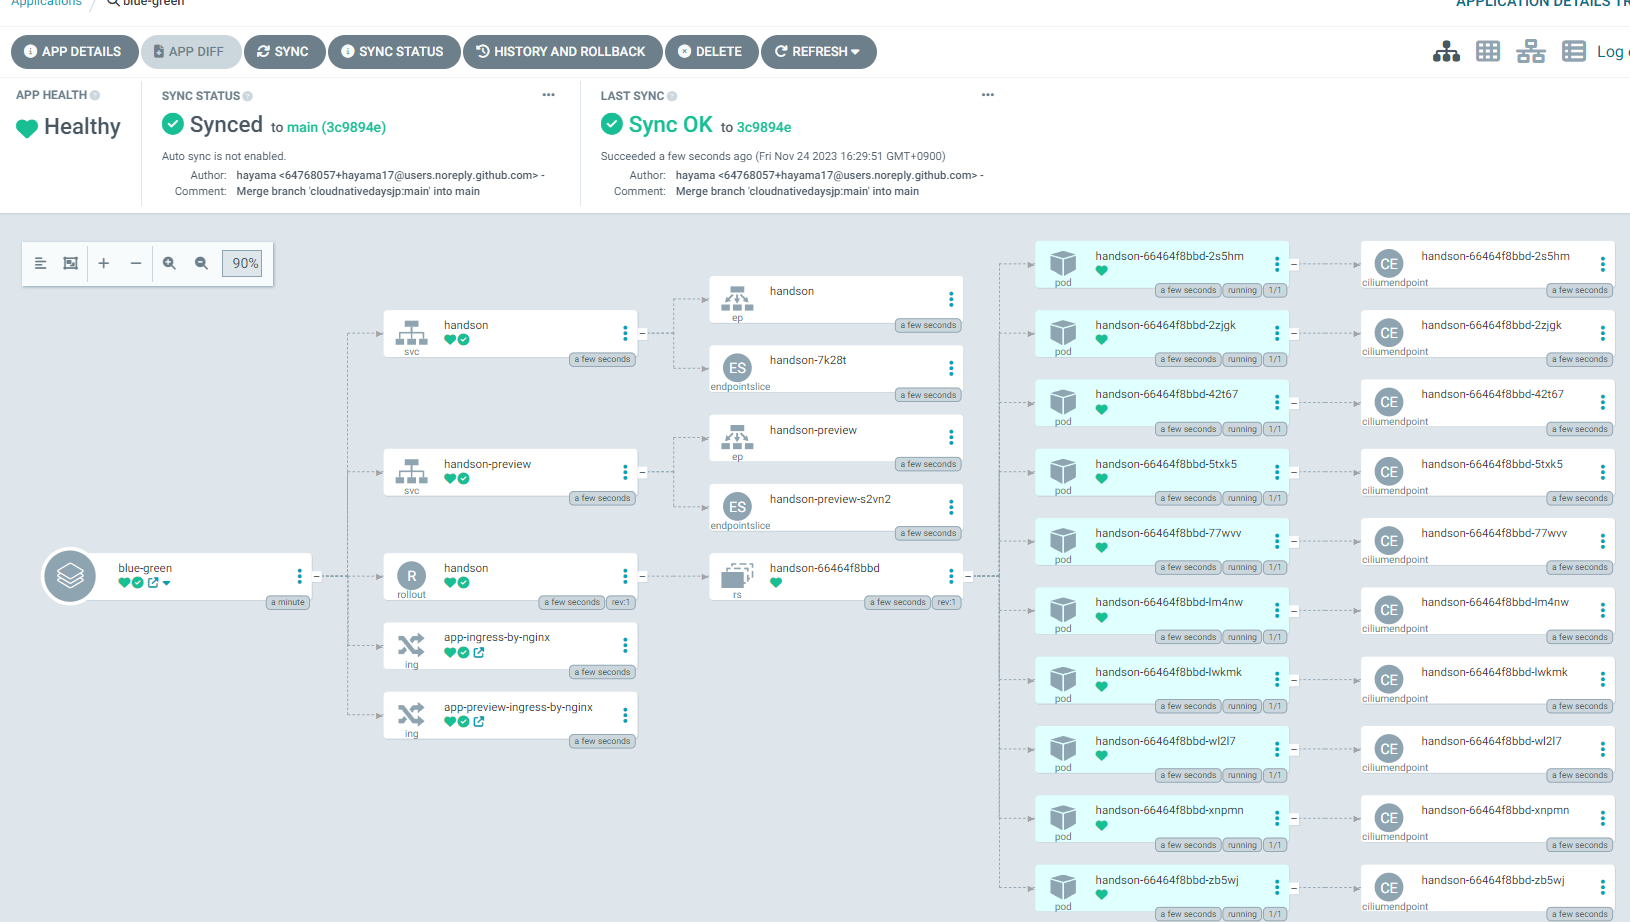 Applications / blue-green
APPLICATION DETAILS TR
APP DETAILS
APP DIFF
SYNC
SYNC STATUS
HISTORY AND ROLLBACK
DELETE
REFRESH
Log
APP HEALTH
Healthy
SYNC STATUS
Synced to main (3c9894e)
Auto sync is not enabled.
Author: hayama <64768057+hayama17@users.noreply.github.com> -
Comment: Merge branch 'cloudnativedaysjp:main' into main
LAST SYNC
Sync OK to 3c9894e
Succeeded a few seconds ago (Fri Nov 24 2023 16:29:51 GMT+0900)
Author: hayama <64768057+hayama17@users.noreply.github.com> -
Comment: Merge branch 'cloudnativedaysjp:main' into main
90%
blue-green
a minute
handson
svc
a few seconds
handson-preview
svc
a few seconds
R
handson
rollout
a few seconds
rev:1
app-ingress-by-nginx
ing
a few seconds
app-preview-ingress-by-nginx
ing
a few seconds
handson
ep
a few seconds
ES
handson-7k28t
endpointslice
a few seconds
handson-preview
ep
a few seconds
ES
handson-preview-s2vn2
endpointslice
a few seconds
handson-66464f8bbd
rs
a few seconds
rev:1
handson-66464f8bbd-2s5hm
pod
a few seconds running 1/1
handson-66464f8bbd-2zjgk
pod
a few seconds running 1/1
handson-66464f8bbd-42t67
pod
a few seconds running 1/1
handson-66464f8bbd-5txk5
pod
a few seconds running 1/1
handson-66464f8bbd-77wvv
pod
a few seconds running 1/1
handson-66464f8bbd-lm4nw
pod
a few seconds running 1/1
handson-66464f8bbd-lwkmk
pod
a few seconds running 1/1
handson-66464f8bbd-wl2l7
pod
a few seconds running 1/1
handson-66464f8bbd-xnpmn
pod
a few seconds running 1/1
handson-66464f8bbd-zb5wj
pod
a few seconds running 1/1
CE
handson-66464f8bbd-2s5hm
ciliumendpoint
a few seconds
CE
handson-66464f8bbd-2zjgk
ciliumendpoint
a few seconds
CE
handson-66464f8bbd-42t67
ciliumendpoint
a few seconds
CE
handson-66464f8bbd-5txk5
ciliumendpoint
a few seconds
CE
handson-66464f8bbd-77wvv
ciliumendpoint
a few seconds
CE
handson-66464f8bbd-lm4nw
ciliumendpoint
a few seconds
CE
handson-66464f8bbd-lwkmk
ciliumendpoint
a few seconds
CE
handson-66464f8bbd-wl2l7
ciliumendpoint
a few seconds
CE
handson-66464f8bbd-xnpmn
ciliumendpoint
a few seconds
CE
handson-66464f8bbd-zb5wj
ciliumendpoint
a few seconds